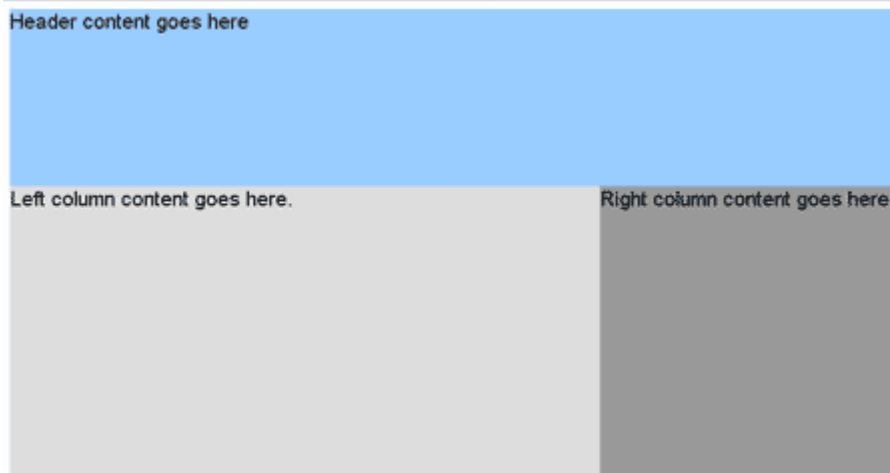 Header content goes here
Left column content goes here.
Right column content goes here